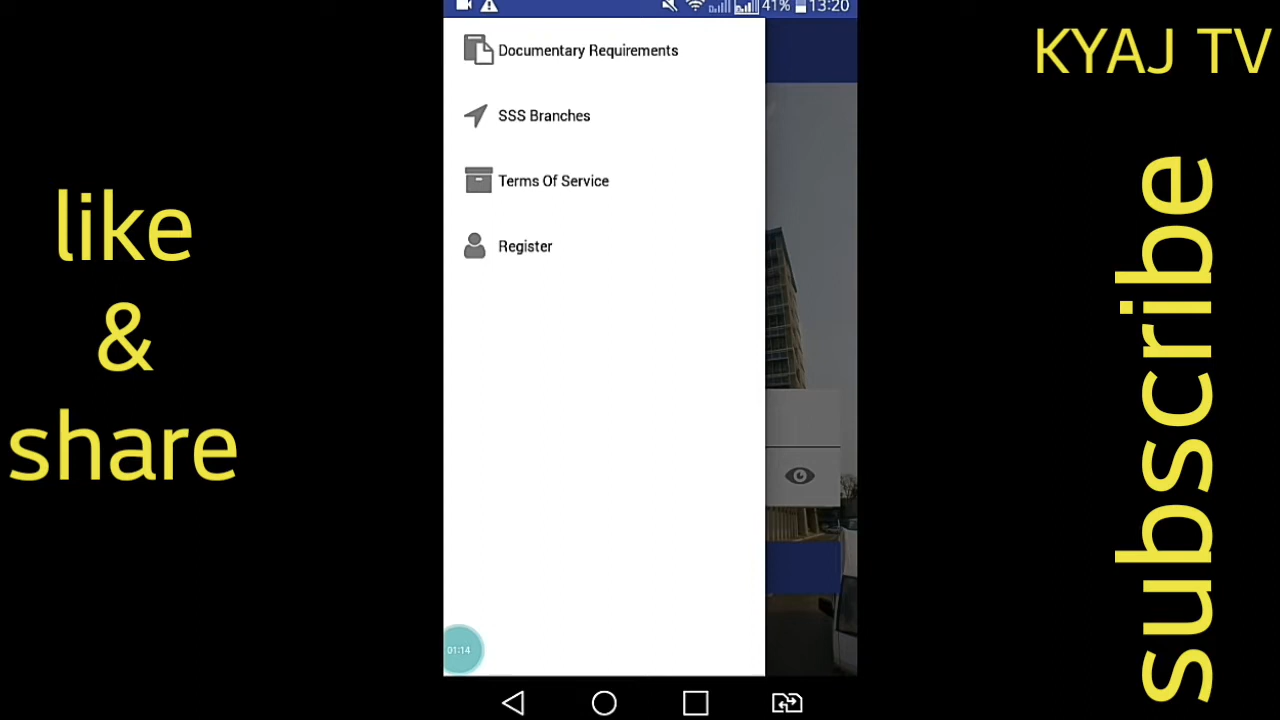 41% 13:20
KYAJ TV
Documentary Requirements
SSS Branches
Terms Of Service
Register
like
&
share
subscribe
01:14